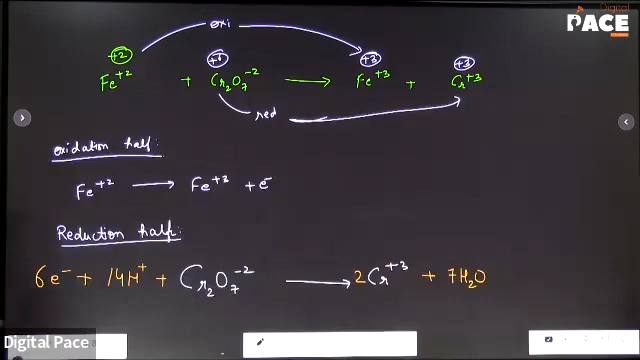 Digital
PACE
oxi
+2 +6 +3 +3
Fe⁺² + Cr₂O₇⁻² → Fe⁺³ + Cr⁺³
red
oxidation half:
Fe⁺² → Fe⁺³ + e⁻
Reduction half:
6e⁻ + 14H⁺ + Cr₂O₇⁻² → 2Cr⁺³ + 7H₂O
Digital Pace